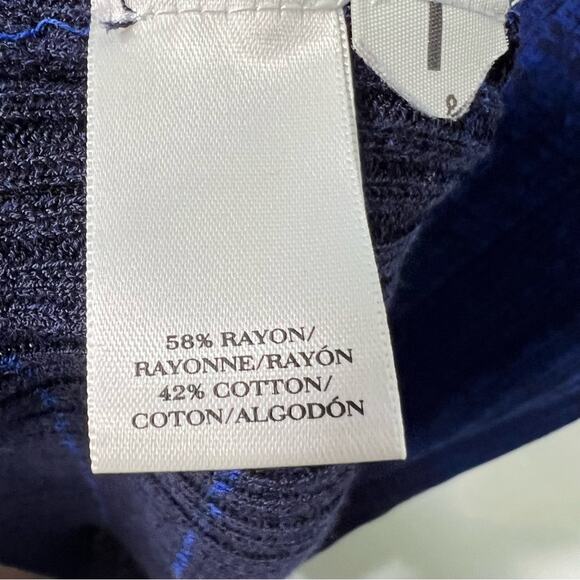 58% RAYON/
RAYONNE/RAYÓN
42% COTTON/
COTON/ALGODÓN